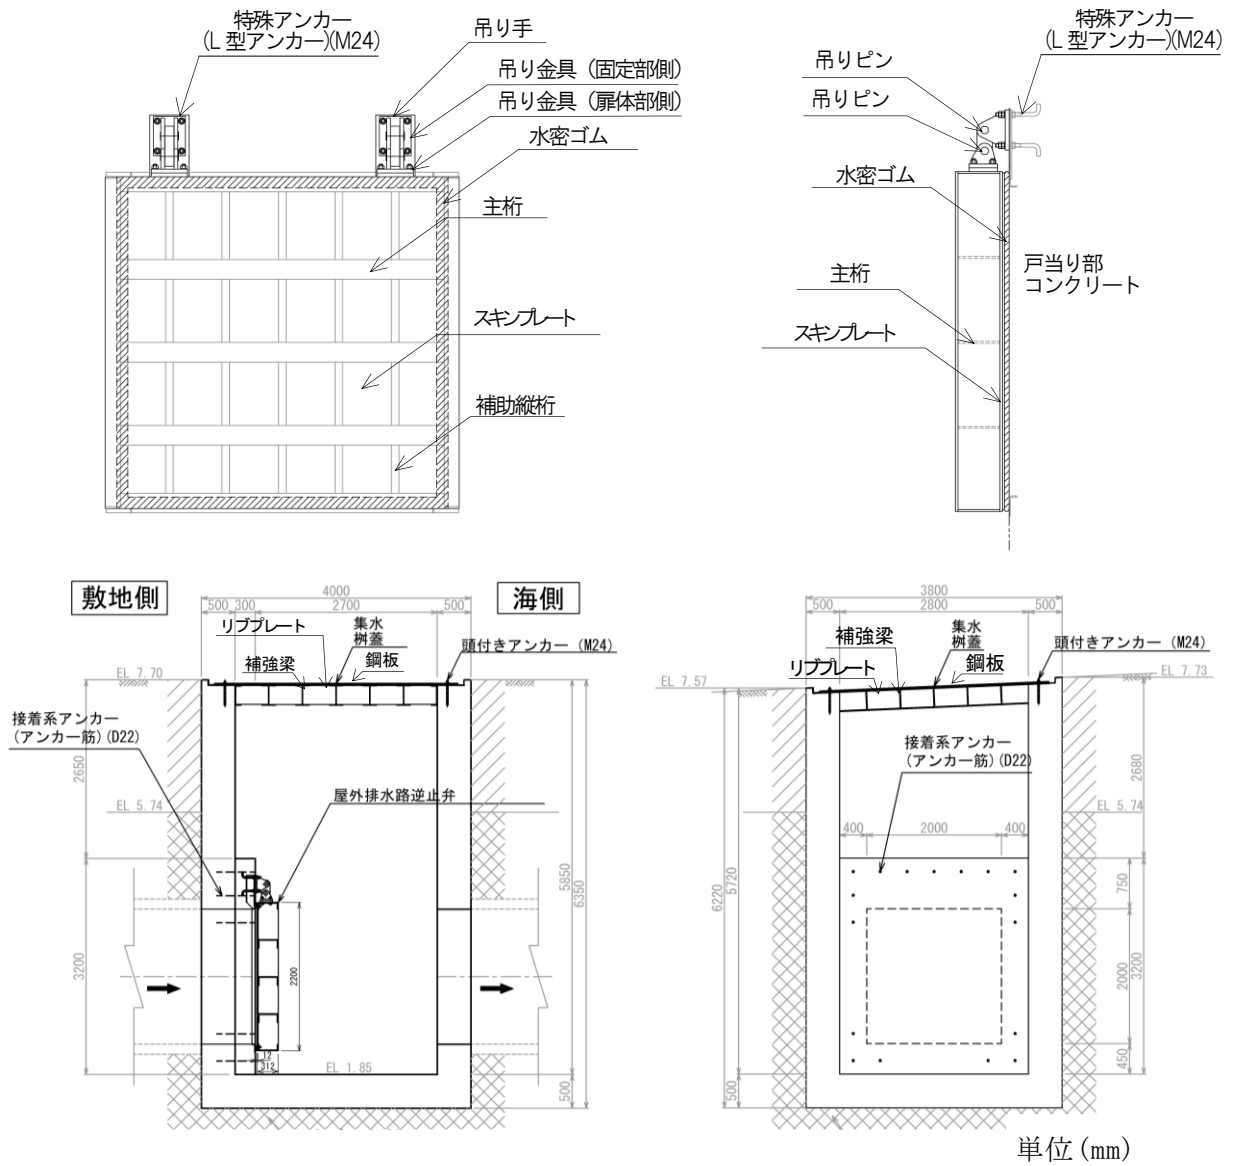 特殊アンカー
(L 型アンカー)(M24)
吊り手
吊り金具（固定部側）
吊り金具（扉体部側）
水密ゴム
主桁
スキンプレート
補助縦桁
特殊アンカー
(L 型アンカー)(M24)
吊りピン
吊りピン
水密ゴム
戸当り部
コンクリート
主桁
スキンプレート
敷地側
海側
4000
500
300
2700
500
リブプレート
集水
桝蓋
鋼板
補強梁
頭付きアンカー (M24)
EL 7.70
接着系アンカー
(アンカー筋)(D22)
2650
EL 5.74
屋外排水路逆止弁
3200
2200
12
312
EL 1.85
5850
6350
500
3800
500
2800
500
補強梁
集水
桝蓋
鋼板
リブプレート
頭付きアンカー (M24)
EL 7.57
EL 7.73
接着系アンカー
(アンカー筋)(D22)
2680
EL 5.74
400
2000
400
6220
5720
750
2000
3200
450
500
単位(mm)